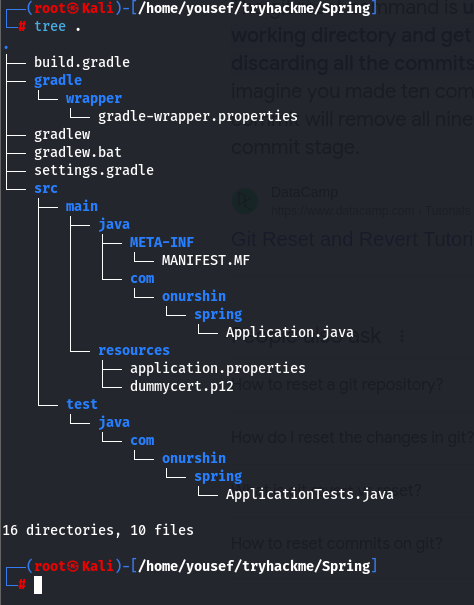 ┌──(root㉿Kali)-[/home/yousef/tryhackme/Spring]
└─# tree .
.
├── build.gradle
├── gradle
│   └── wrapper
│       └── gradle-wrapper.properties
├── gradlew
├── gradlew.bat
├── settings.gradle
└── src
    ├── main
    │   ├── java
    │   │   ├── META-INF
    │   │   │   └── MANIFEST.MF
    │   │   └── com
    │   │       └── onurshin
    │   │           └── spring
    │   │               └── Application.java
    │   └── resources
    │       ├── application.properties
    │       └── dummycert.p12
    └── test
        └── java
            └── com
                └── onurshin
                    └── spring
                        └── ApplicationTests.java

16 directories, 10 files

┌──(root㉿Kali)-[/home/yousef/tryhackme/Spring]
└─#
mmand is u
working directory and get
discarding all the commits
imagine you made ten com
will remove all nine
commit stage.
DataCamp
https://www.datacamp.com › Tutorials
Git Reset and Revert Tutori
People also ask
How to reset a git repository?
How do I reset the changes in git?
reset?
How to reset commits on git?